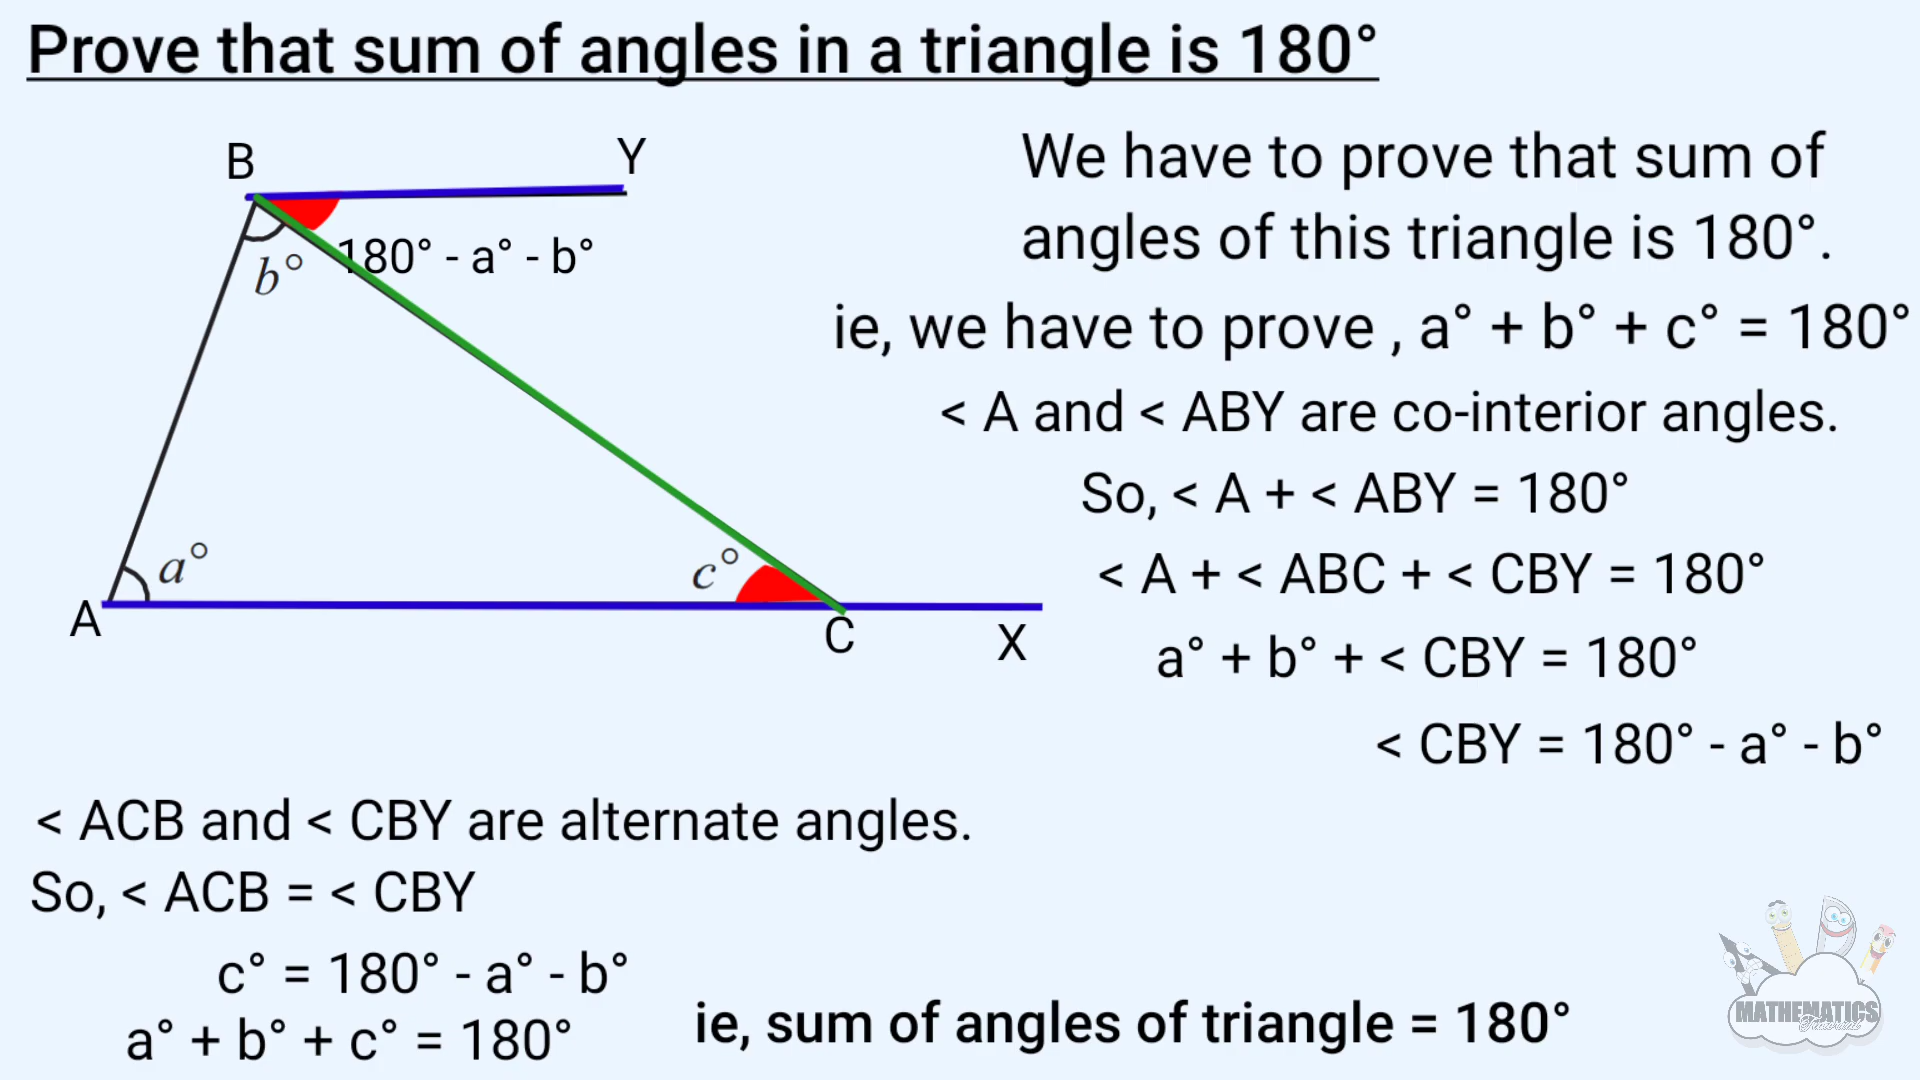 Prove that sum of angles in a triangle is 180°
B
Y
b°
180° - a° - b°
a°
c°
A
C
X
We have to prove that sum of
angles of this triangle is 180°.
ie, we have to prove , a° + b° + c° = 180°
< A and < ABY are co-interior angles.
So, < A + < ABY = 180°
< A + < ABC + < CBY = 180°
a° + b° + < CBY = 180°
< CBY = 180° - a° - b°
< ACB and < CBY are alternate angles.
So, < ACB = < CBY
c° = 180° - a° - b°
a° + b° + c° = 180°
ie, sum of angles of triangle = 180°
MATHEMATICS